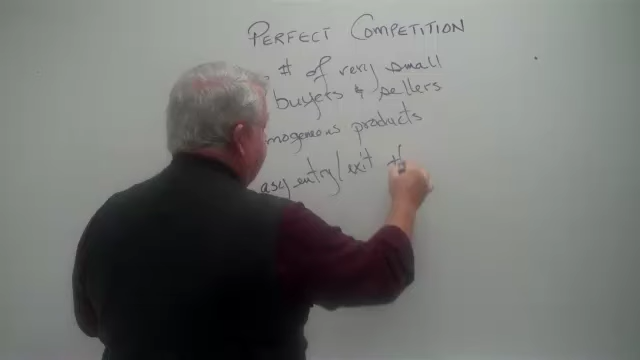 PERFECT COMPETITION
# of very small
buyers & sellers
mogeneous products
asy entry/exit